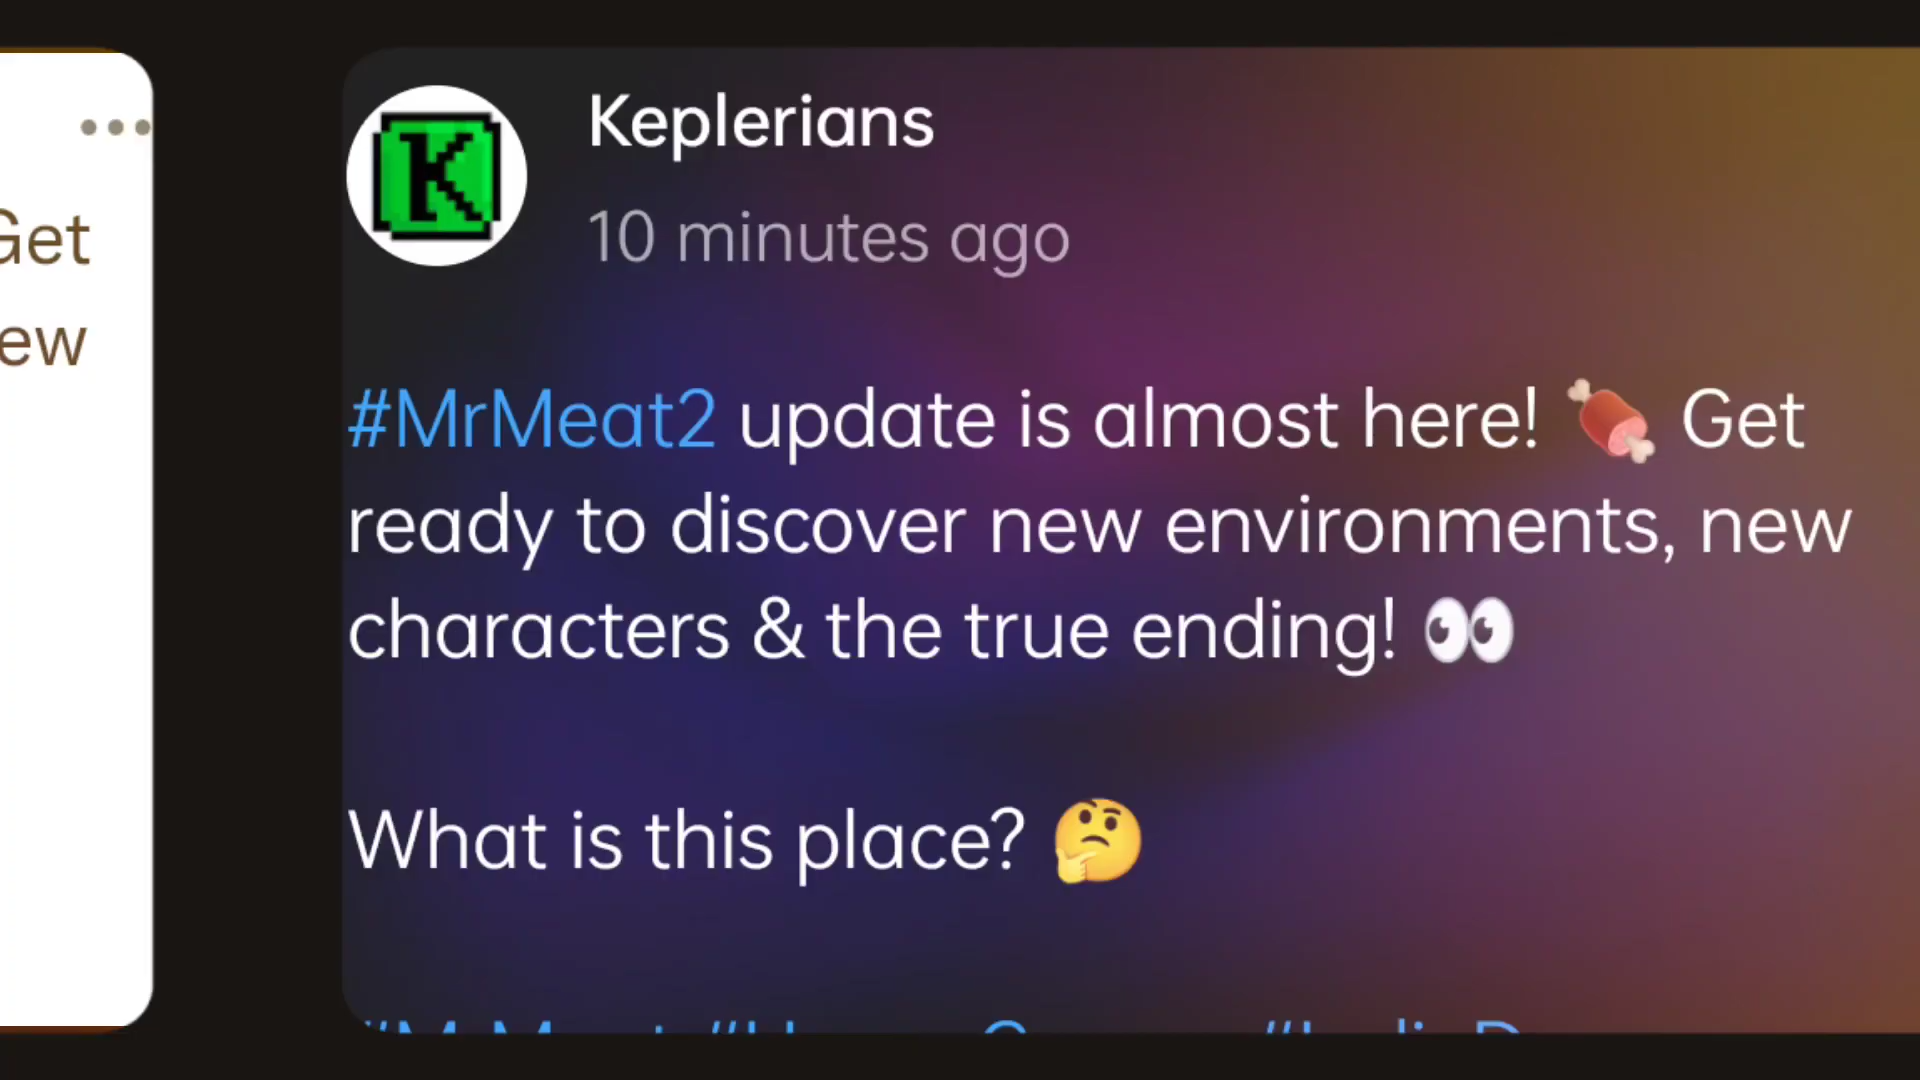 Get
ew
K
Keplerians
10 minutes ago
#MrMeat2 update is almost here! 🍖 Get
ready to discover new environments, new
characters & the true ending! 👀
What is this place? 🤔